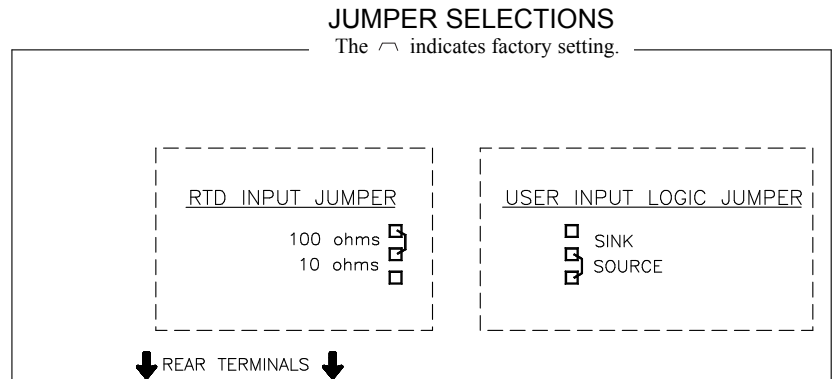 JUMPER SELECTIONS
The indicates factory setting.
RTD INPUT JUMPER
100 ohms
10 ohms
USER INPUT LOGIC JUMPER
SINK
SOURCE
REAR TERMINALS